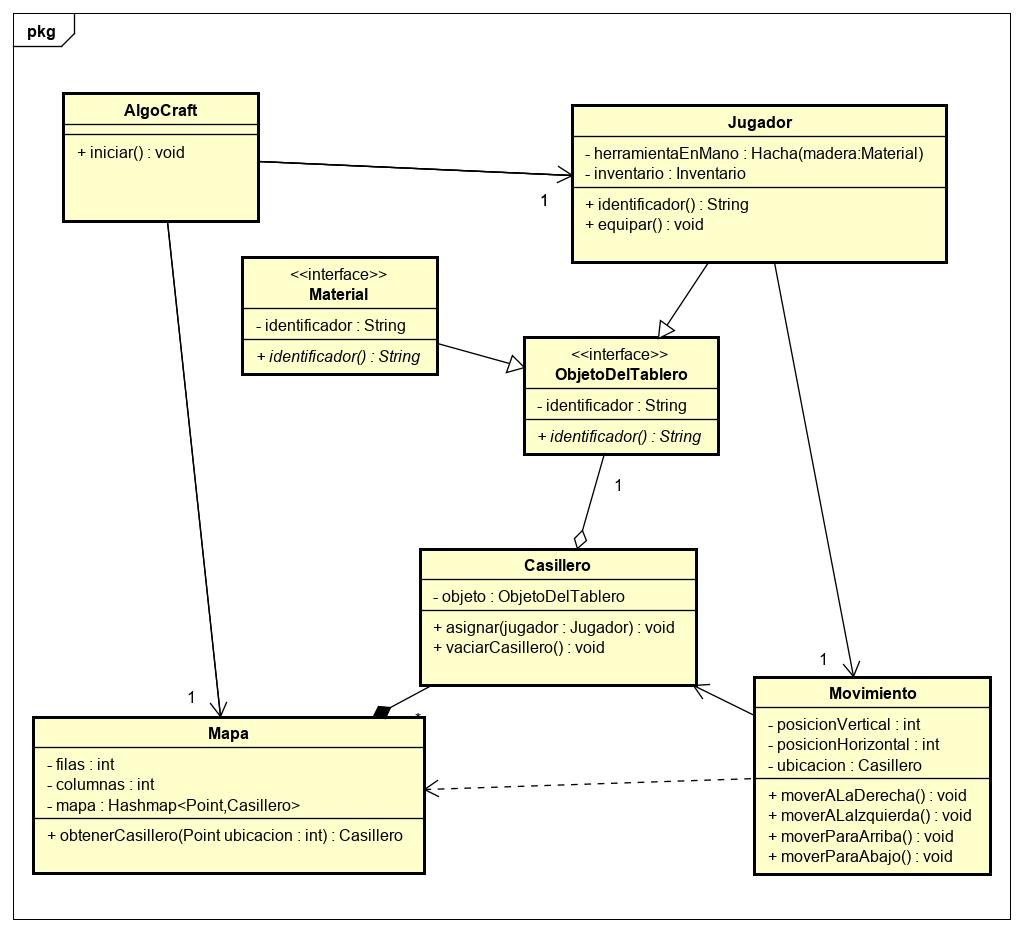 pkg
AlgoCraft
+ iniciar() : void
Jugador
- herramientaEnMano : Hacha(madera:Material)
- inventario : Inventario
+ identificador() : String
+ equipar() : void
1
<<interface>>
Material
- identificador : String
+ identificador() : String
<<interface>>
ObjetoDelTablero
- identificador : String
+ identificador() : String
1
Casillero
- objeto : ObjetoDelTablero
+ asignar(jugador : Jugador) : void
+ vaciarCasillero() : void
1
1
*
Mapa
- filas : int
- columnas : int
- mapa : Hashmap<Point,Casillero>
+ obtenerCasillero(Point ubicacion : int) : Casillero
Movimiento
- posicionVertical : int
- posicionHorizontal : int
- ubicacion : Casillero
+ moverALaDerecha() : void
+ moverALaIzquierda() : void
+ moverParaArriba() : void
+ moverParaAbajo() : void